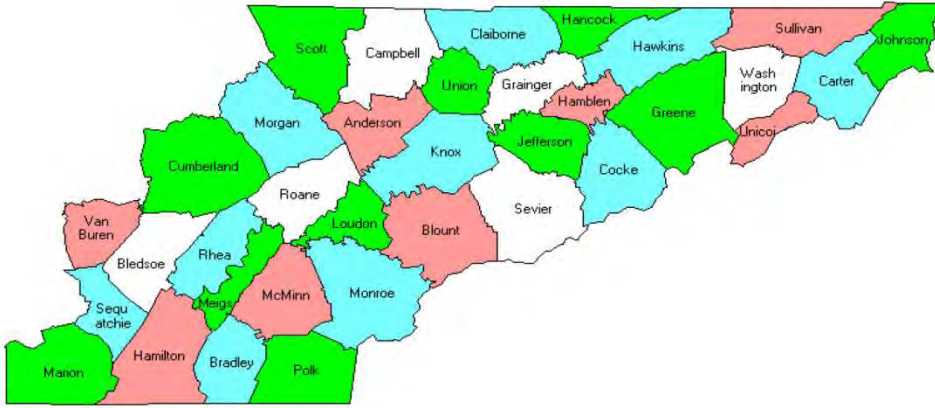 Scott
Campbell
Claiborne
Hancock
Hawkins
Sullivan
Johnson
Union
Grainger
Wash
ington
Carter
Morgan
Anderson
Hamblen
Greene
Unicoi
Knox
Jefferson
Cumberland
Cocke
Roane
Sevier
Van
Buren
Loudon
Blount
Bledsoe
Rhea
Meigs
McMinn
Monroe
Sequ
atchie
Marion
Hamilton
Bradley
Polk